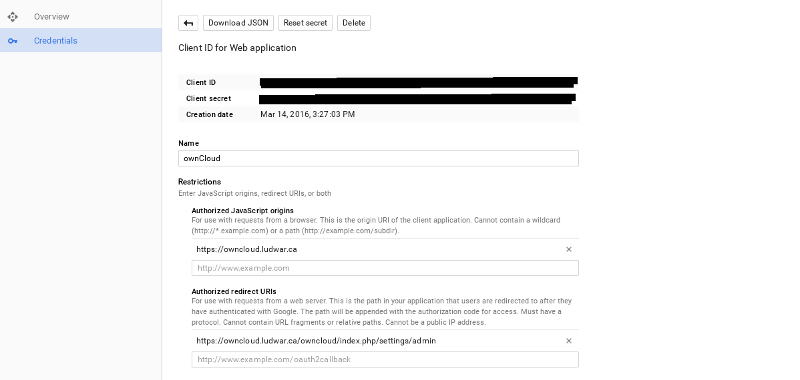 Overview
Credentials
Download JSON
Reset secret
Delete
Client ID for Web application
Client ID
Client secret
Creation date Mar 14, 2016, 3:27:03 PM
Name
ownCloud
Restrictions
Enter JavaScript origins, redirect URIs, or both
Authorized JavaScript origins
For use with requests from a browser. This is the origin URI of the client application. Cannot contain a wildcard
(http://*.example.com) or a path (http://example.com/subdir).
https://owncloud.ludwar.ca
http://www.example.com
Authorized redirect URIs
For use with requests from a web server. This is the path in your application that users are redirected to after they
have authenticated with Google. The path will be appended with the authorization code for access. Must have a
protocol. Cannot contain URL fragments or relative paths. Cannot be a public IP address.
https://owncloud.ludwar.ca/owncloud/index.php/settings/admin
http://www.example.com/oauth2callback